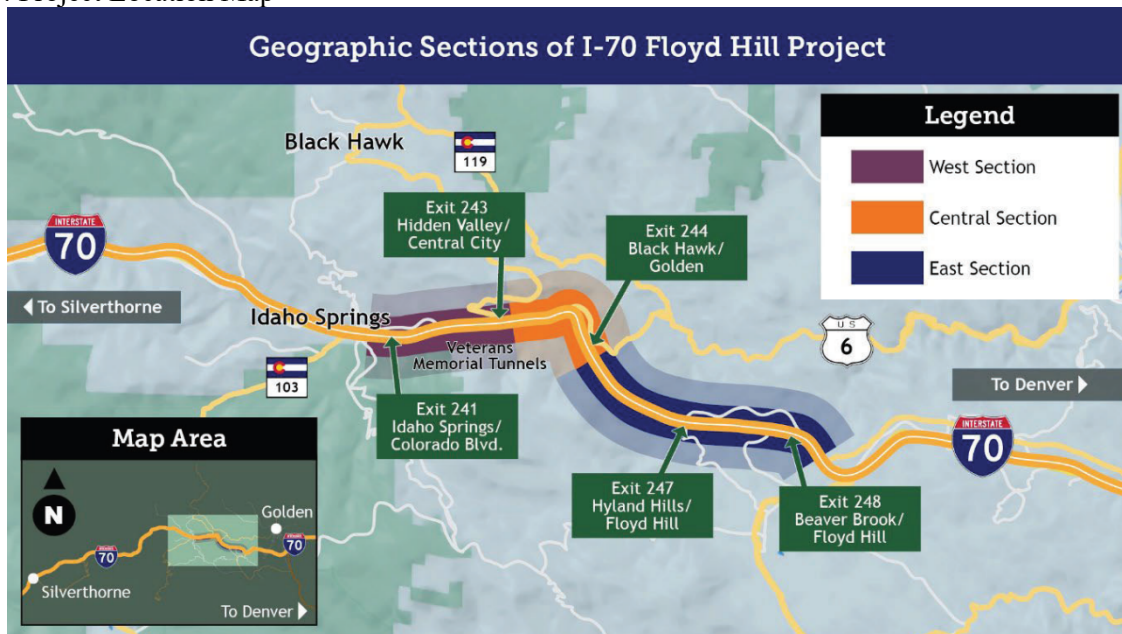 Project Location Map
Geographic Sections of I-70 Floyd Hill Project
Legend
West Section
Central Section
East Section
Black Hawk
119
Exit 243
Hidden Valley/
Central City
Exit 244
Black Hawk/
Golden
INTERSTATE
70
To Silverthorne
Idaho Springs
Veterans
Memorial Tunnels
103
U S
6
To Denver
Exit 241
Idaho Springs/
Colorado Blvd.
INTERSTATE
70
Exit 247
Hyland Hills/
Floyd Hill
Exit 248
Beaver Brook/
Floyd Hill
Map Area
N
Golden
70
70
Silverthorne
To Denver